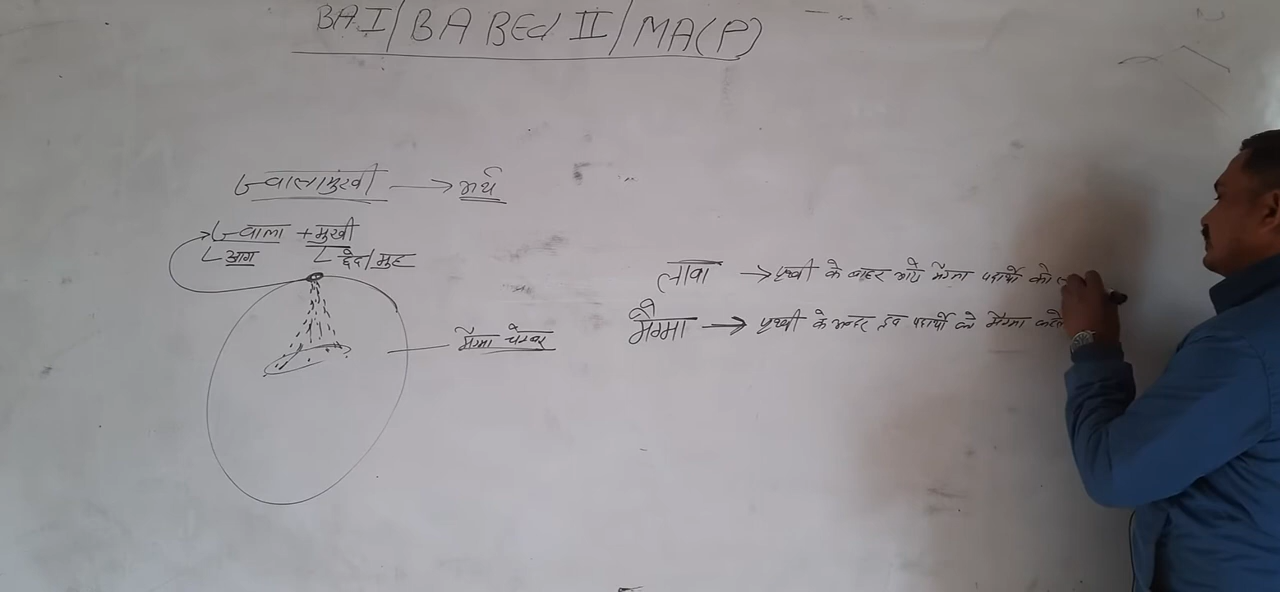 BA I / BA BEd II / MA(P)
ज्वालामुखी → अर्थ
ज्वाला + मुखी
आग छेद/मुह
मैग्मा चेम्बर
लावा → पृथ्वी के बाहर आये मैग्मा पदार्थो को
मैग्मा → पृथ्वी के अन्दर द्रव पदार्थो को मैग्मा कहते